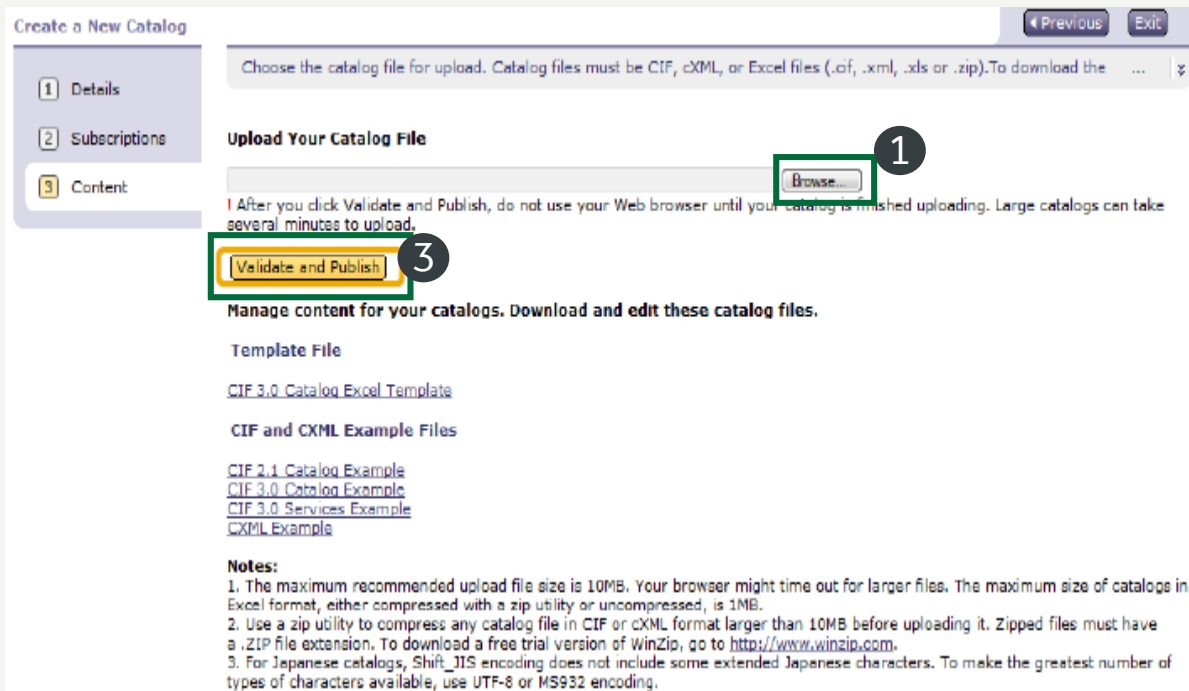 Create a New Catalog
Previous
Exit
Choose the catalog file for upload. Catalog files must be CIF, cXML, or Excel files (.cif, .xml, .xls or .zip).To download the ...
1 Details
2 Subscriptions
3 Content
Upload Your Catalog File
1
Browse...
! After you click Validate and Publish, do not use your Web browser until your catalog is finished uploading. Large catalogs can take
several minutes to upload.
Validate and Publish
3
Manage content for your catalogs. Download and edit these catalog files.
Template File
CIF 3.0 Catalog Excel Template
CIF and CXML Example Files
CIF 2.1 Catalog Example
CIF 3.0 Catalog Example
CIF 3.0 Services Example
CXML Example
Notes:
1. The maximum recommended upload file size is 10MB. Your browser might time out for larger files. The maximum size of catalogs in
Excel format, either compressed with a zip utility or uncompressed, is 1MB.
2. Use a zip utility to compress any catalog file in CIF or cXML format larger than 10MB before uploading it. Zipped files must have
a .ZIP file extension. To download a free trial version of WinZip, go to http://www.winzip.com.
3. For Japanese catalogs, Shift_JIS encoding does not include some extended Japanese characters. To make the greatest number of
types of characters available, use UTF-8 or MS932 encoding.